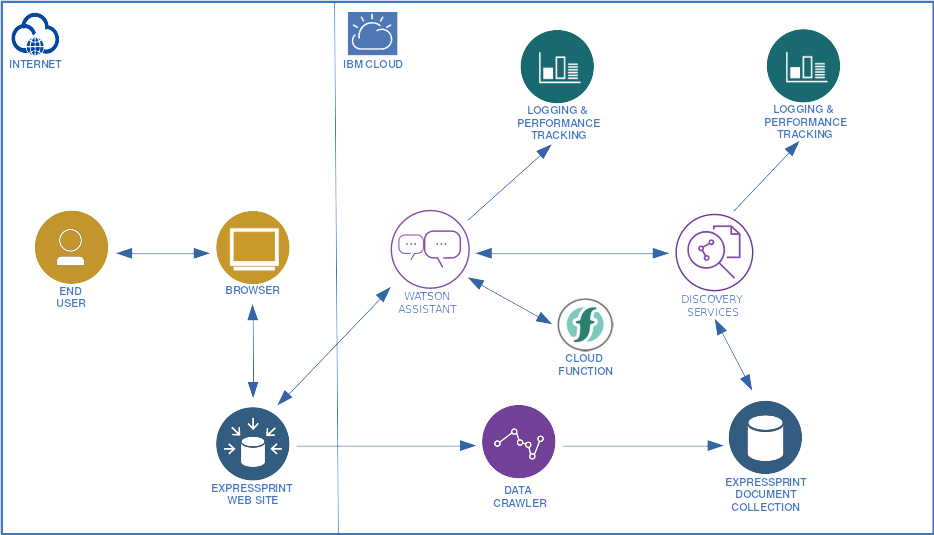 INTERNET
IBM CLOUD
LOGGING &
PERFORMANCE
TRACKING
LOGGING &
PERFORMANCE
TRACKING
END
USER
BROWSER
WATSON
ASSISTANT
DISCOVERY
SERVICES
CLOUD
FUNCTION
EXPRESSPRINT
WEB SITE
DATA
CRAWLER
EXPRESSPRINT
DOCUMENT
COLLECTION